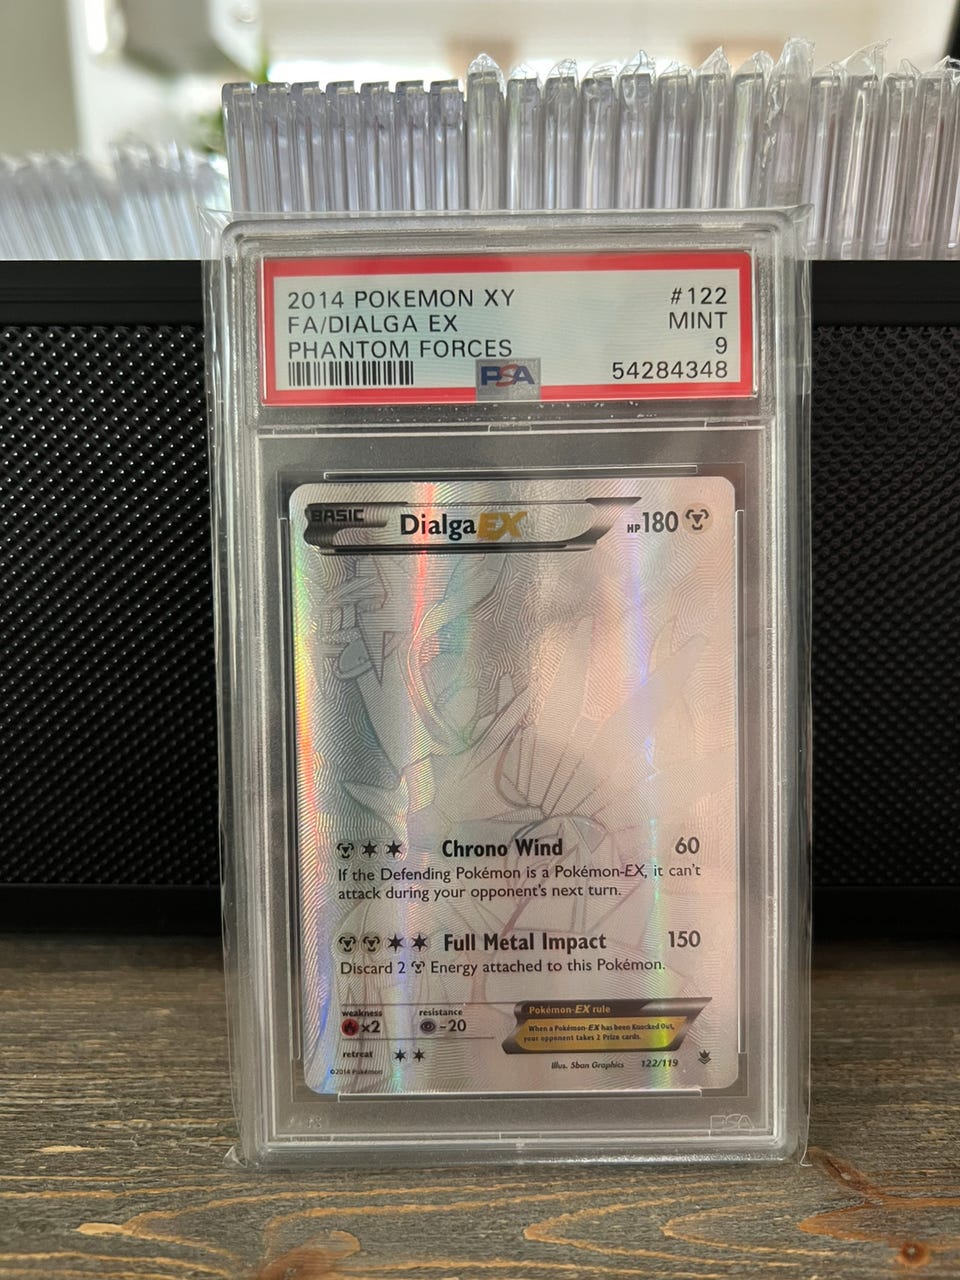 2014 POKEMON XY #122
FA/DIALGA EX MINT
PHANTOM FORCES 9
PSA 54284348
BASIC Dialga EX HP 180
Chrono Wind 60
If the Defending Pokémon is a Pokémon-EX, it can't
attack during your opponent's next turn.
Full Metal Impact 150
Discard 2 Energy attached to this Pokémon.
weakness resistance
×2 -20
Pokémon-EX rule
When a Pokémon-EX has been Knocked Out,
your opponent takes 2 Prize cards.
retreat
©2014 Pokémon Illus. 5ban Graphics 122/119
PSA